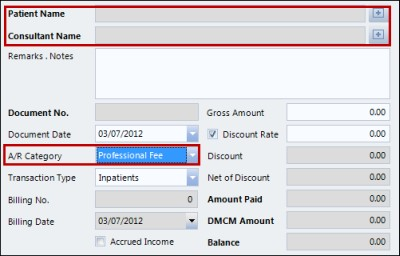 Patient Name
Consultant Name
Remarks . Notes
Document No. Gross Amount 0.00
Document Date 03/07/2012 Discount Rate 0.00
A/R Category Professional Fee Discount 0.00
Transaction Type Inpatients Net of Discount 0.00
Billing No. 0 Amount Paid 0.00
Billing Date 03/07/2012 DMCM Amount 0.00
Accrued Income Balance 0.00